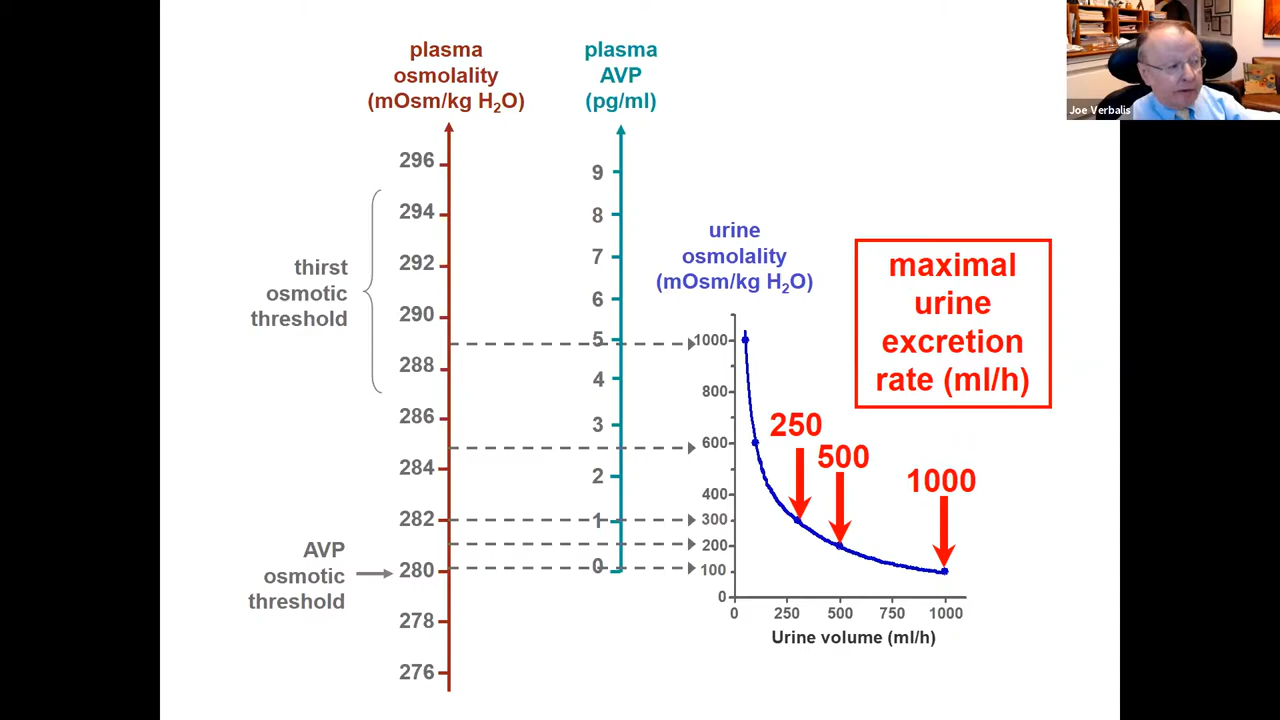 plasma
osmolality
(mOsm/kg H₂O)
296
294
292
290
288
286
284
282
280
278
276
thirst
osmotic
threshold
AVP
osmotic
threshold
plasma
AVP
(pg/ml)
9
8
7
6
5
4
3
2
1
0
urine
osmolality
(mOsm/kg H₂O)
1000
800
600
400
300
200
100
0
0 250 500 750 1000
Urine volume (ml/h)
250
500
1000
maximal
urine
excretion
rate (ml/h)
Joe Verbalis